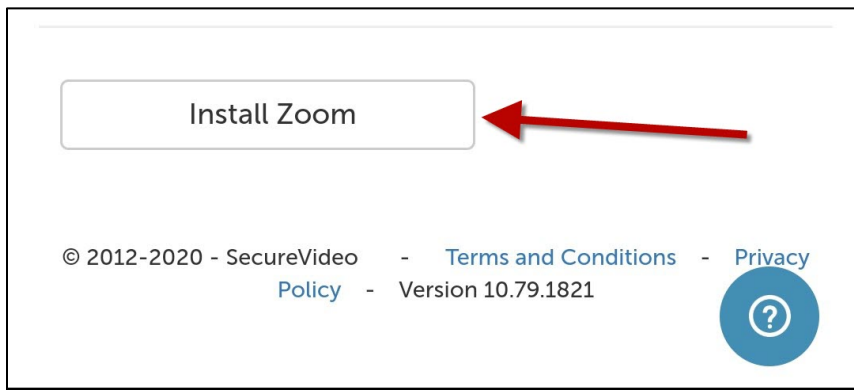 Install Zoom
© 2012-2020 - SecureVideo - Terms and Conditions - Privacy
Policy - Version 10.79.1821
?